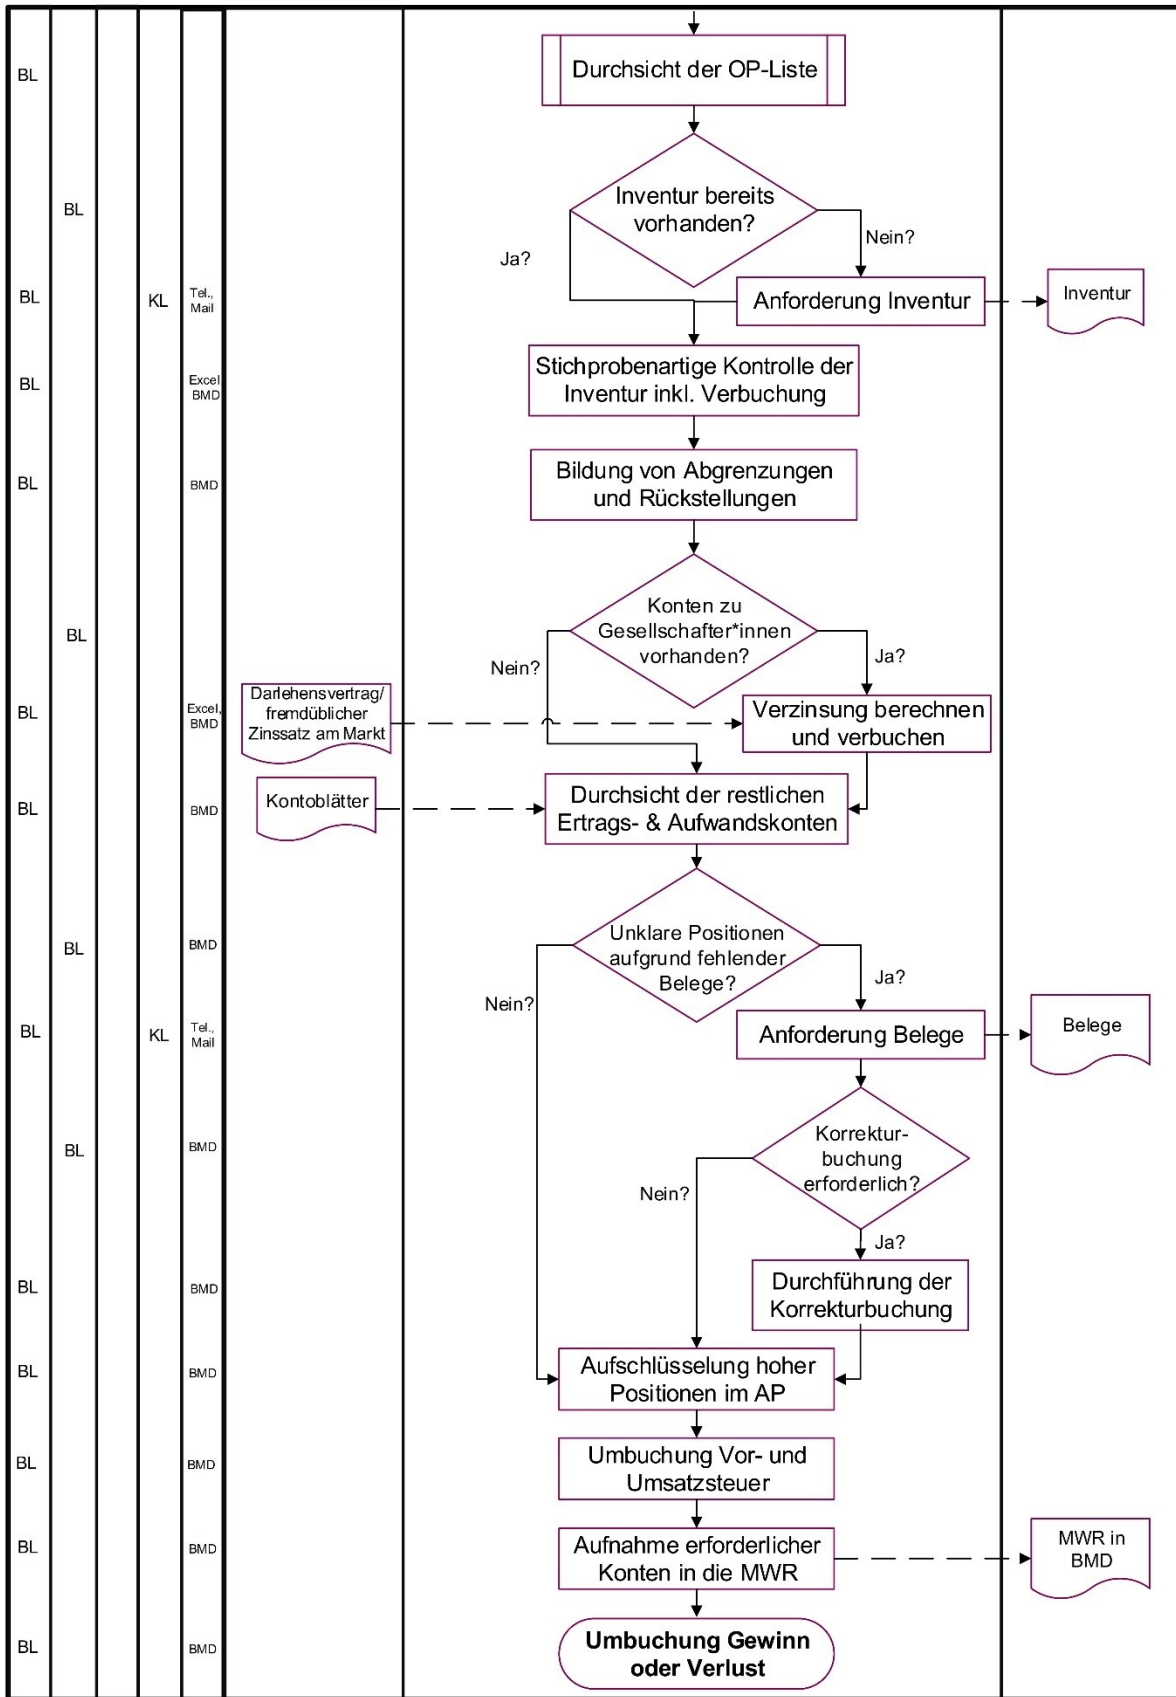 BL
Durchsicht der OP-Liste
BL
Inventur bereits
vorhanden?
Ja?
Nein?
BL
KL
Tel.,
Mail
Anforderung Inventur
Inventur
BL
Excel
BMD
Stichprobenartige Kontrolle der
Inventur inkl. Verbuchung
BL
BMD
Bildung von Abgrenzungen
und Rückstellungen
BL
Konten zu
Gesellschafter*innen
vorhanden?
Nein?
Ja?
BL
Excel,
BMD
Darlehensvertrag/
fremdüblicher
Zinssatz am Markt
Verzinsung berechnen
und verbuchen
BL
BMD
Kontoblätter
Durchsicht der restlichen
Ertrags- & Aufwandskonten
BL
BMD
Unklare Positionen
aufgrund fehlender
Belege?
Nein?
Ja?
BL
KL
Tel.,
Mail
Anforderung Belege
Belege
BL
BMD
Korrektur-
buchung
erforderlich?
Nein?
Ja?
BL
BMD
Durchführung der
Korrekturbuchung
BL
BMD
Aufschlüsselung hoher
Positionen im AP
BL
BMD
Umbuchung Vor- und
Umsatzsteuer
BL
BMD
Aufnahme erforderlicher
Konten in die MWR
MWR in
BMD
BL
BMD
Umbuchung Gewinn
oder Verlust